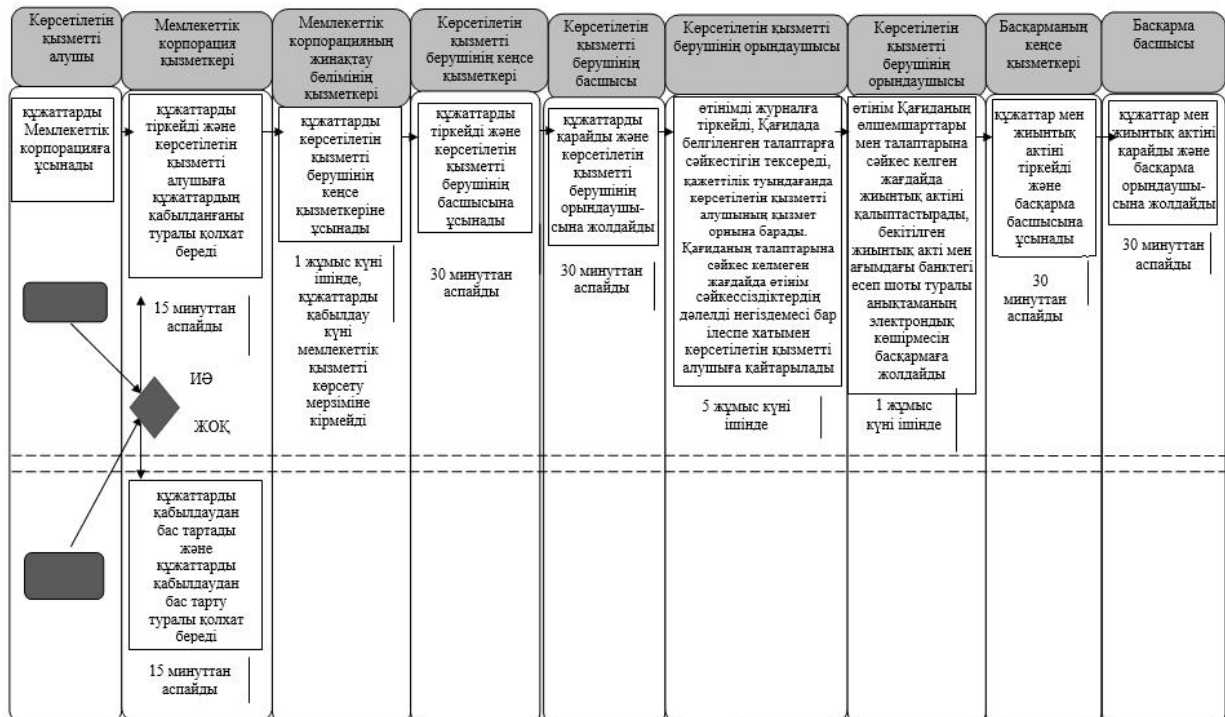 Көрсетілетін
қызметті
алушы
Мемлекеттік
корпорация
қызметкері
Мемлекеттік
корпорацияның
жинақтау
бөлімінің
қызметкері
Көрсетілетін
қызметті
берушінің кеңсе
қызметкері
Көрсетілетін
қызметті
берушінің
басшысы
Көрсетілетін қызметті
берушінің орындаушысы
Көрсетілетін
қызметті
берушінің
орындаушысы
Басқарманың
кеңсе
қызметкері
Басқарма
басшысы
құжаттарды
Мемлекеттік
корпорацияға
ұсынады
құжаттарды
тіркейді және
көрсетілетін
қызметті
алушыға
құжаттардың
қабылданғаны
туралы қолхат
береді
15 минуттан
аспайды
ИӘ
ЖОҚ
құжаттарды
қабылдаудан
бас тартады
және
құжаттарды
қабылдаудан
бас тарту
туралы қолхат
береді
15 минуттан
аспайды
құжаттарды
көрсетілетін
қызметті
берушінің
кеңсе
қызметкеріне
ұсынады
1 жұмыс күні
ішінде,
құжаттарды
қабылдау
күні
мемлекеттік
қызметті
көрсету
мерзіміне
кірмейді
құжаттарды
тіркейді және
көрсетілетін
қызметті
берушінің
басшысына
ұсынады
30 минуттан
аспайды
құжаттарды
қарайды және
көрсетілетін
қызметті
берушінің
орындаушы-
сына жолдайды
30 минуттан
аспайды
өтінімді журналға
тіркейді, Қағидада
белгіленген талаптарға
сәйкестігін тексереді,
қажеттілік туындағанда
көрсетілетін қызметті
алушының қызмет
орнына барады.
Қағиданың талаптарына
сәйкес келмеген
жағдайда өтінім
сәйкессіздіктердің
дәлелді негіздемесі бар
ілеспе хатымен
көрсетілетін қызметті
алушыға қайтарылады
5 жұмыс күні
ішінде
өтінім Қағиданың
өлшемшарттары
мен талаптарына
сәйкес келген
жағдайда
жиынтық актіні
қалыптастырады,
бекітілген
жиынтық акті мен
ағымдағы банктегі
есеп шоты туралы
анықтаманың
электрондық
көшірмесін
басқармаға
жолдайды
1 жұмыс
күні ішінде
құжаттар мен
жиынтық
актіні
тіркейді
және
басқарма
басшысына
ұсынады
30
минуттан
аспайды
құжаттар мен
жиынтық актіні
қарайды және
басқарма
орындаушы-
сына жолдайды
30 минуттан
аспайды